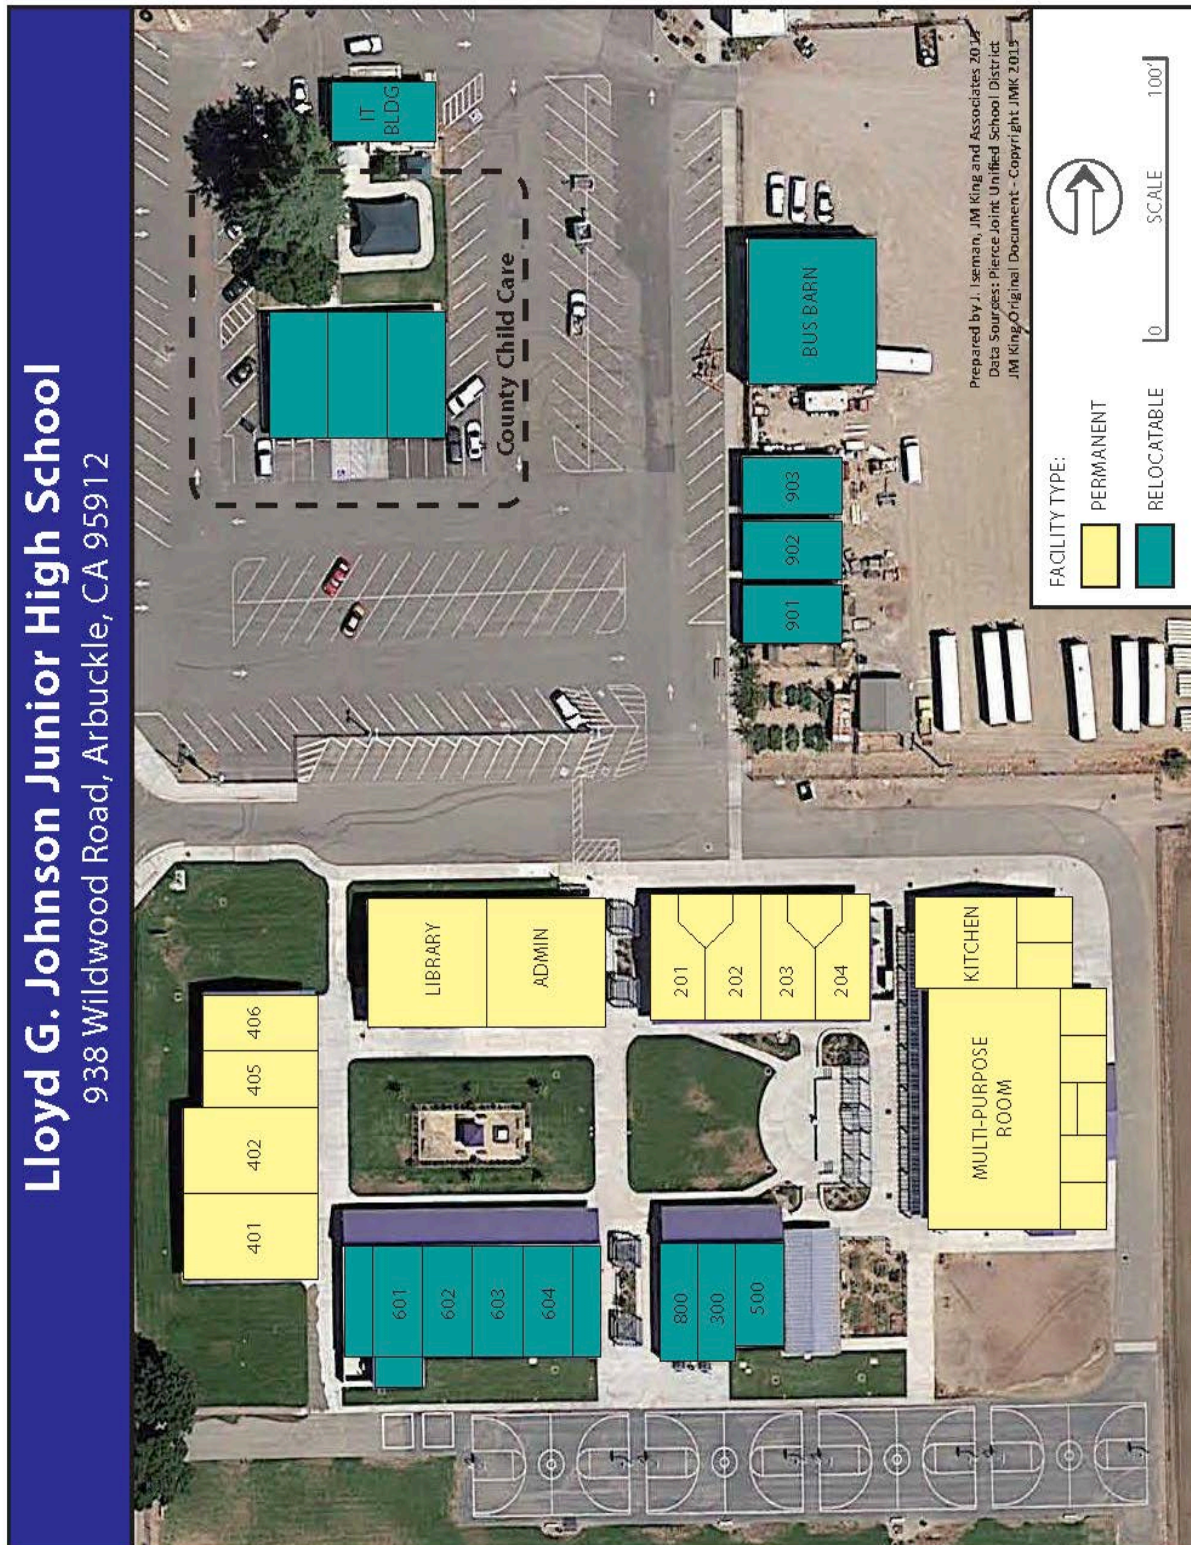 Lloyd G. Johnson Junior High School
938 Wildwood Road, Arbuckle, CA 95912
401
402
405
406
IT
BLDG
601
602
603
604
LIBRARY
ADMIN
County Child Care
800
300
500
201
202
203
204
901
902
903
BUS BARN
MULTI-PURPOSE
ROOM
KITCHEN
Prepared by J. Iseman, JM King and Associates 2015
Data Sources: Pierce Joint Unified School District
JM King Original Document - Copyright JMK 2015
FACILITY TYPE:
PERMANENT
RELOCATABLE
0 SCALE 100'